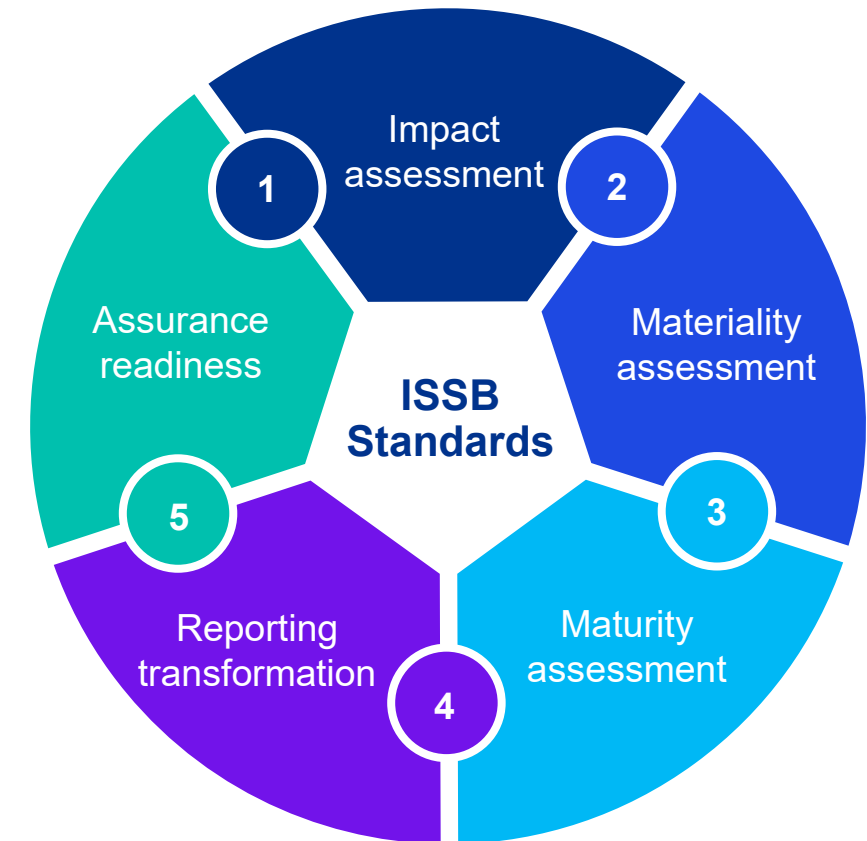 1
Impact
assessment
2
Materiality
assessment
3
Maturity
assessment
4
Reporting
transformation
5
Assurance
readiness
ISSB
Standards